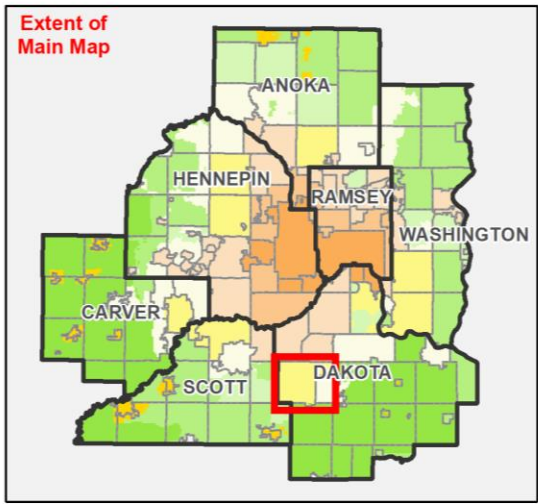 Extent of
Main Map
ANOKA
HENNEPIN
RAMSEY
WASHINGTON
CARVER
SCOTT
DAKOTA